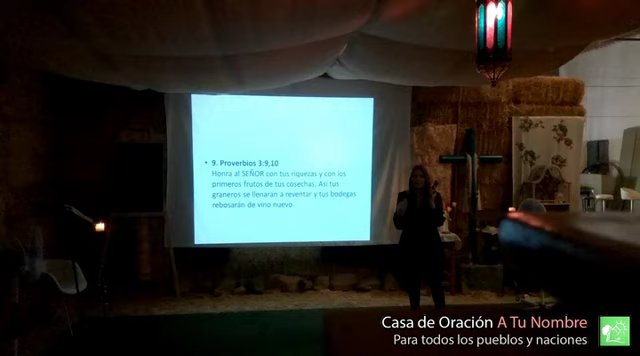 • 9. Proverbios 3:9,10
Honra al SEÑOR con tus riquezas y con los
primeros frutos de tus cosechas. Asi tus
graneros se llenaran a reventar y tus bodegas
rebosarán de vino nuevo
Casa de Oración A Tu Nombre
Para todos los pueblos y naciones